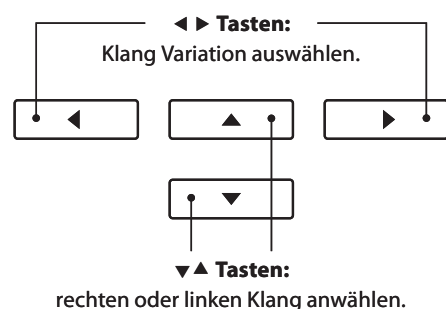 ◀ ▶ Tasten:
Klang Variation auswählen.
◀
▲
▶
▼
▼▲ Tasten:
rechten oder linken Klang anwählen.